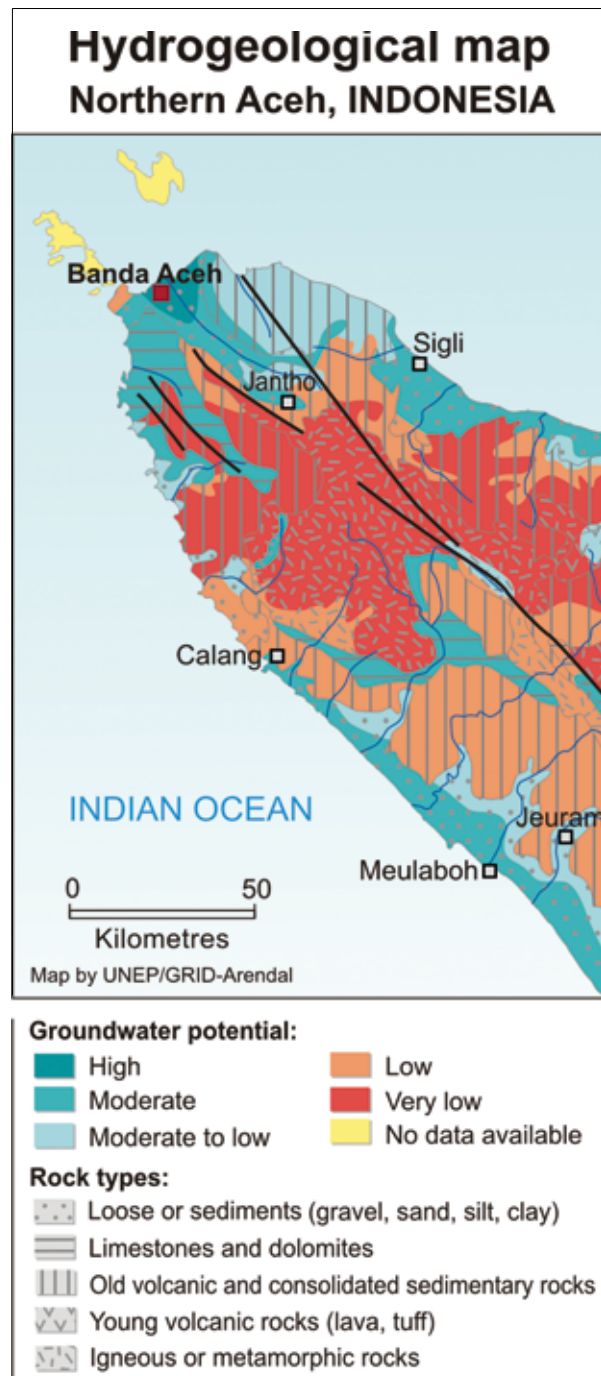 Hydrogeological map
Northern Aceh, INDONESIA
Banda Aceh
Sigli
Jantho
Calang
INDIAN OCEAN
Jeuram
Meulaboh
0 50
Kilometres
Map by UNEP/GRID-Arendal
Groundwater potential:
High
Low
Moderate
Very low
Moderate to low
No data available
Rock types:
Loose or sediments (gravel, sand, silt, clay)
Limestones and dolomites
Old volcanic and consolidated sedimentary rocks
Young volcanic rocks (lava, tuff)
Igneous or metamorphic rocks